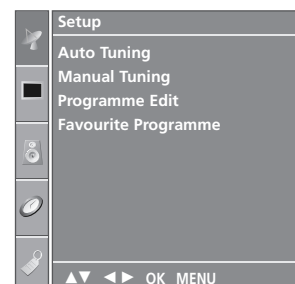 Setup
Auto Tuning
Manual Tuning
Programme Edit
Favourite Programme
▲▼ ◄► OK MENU